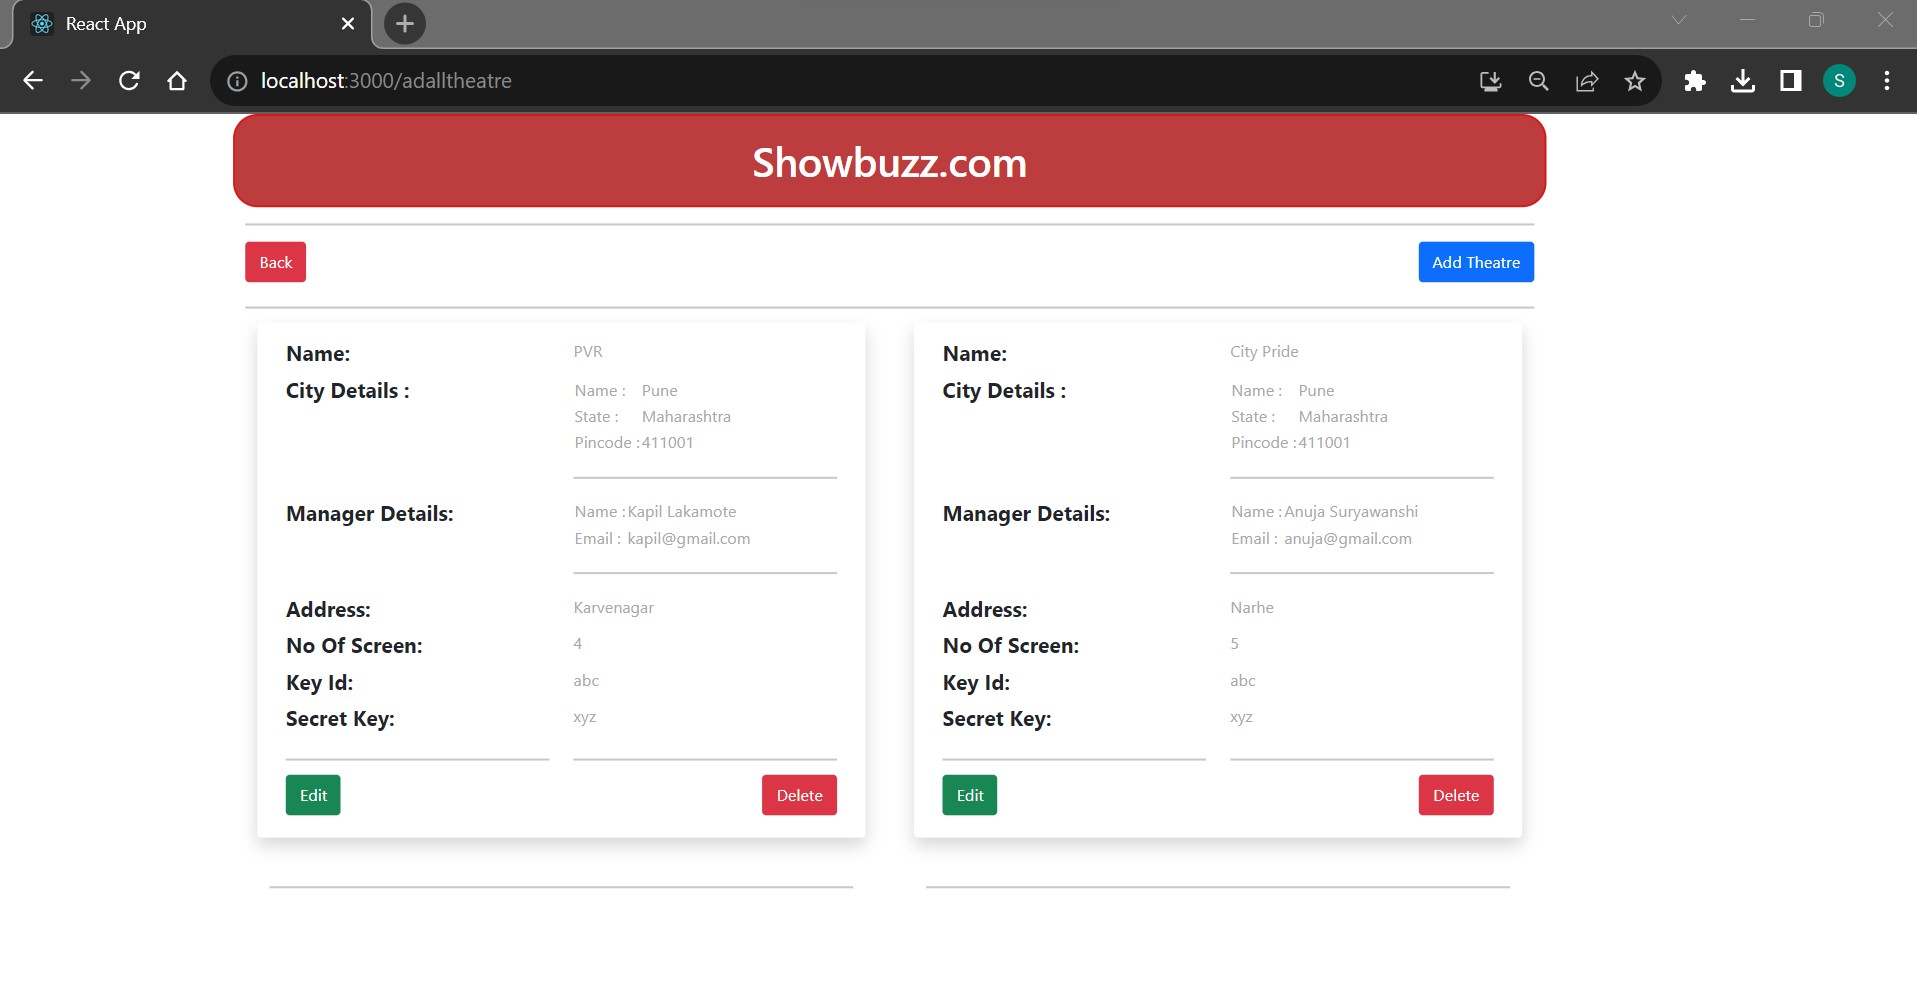 React App
localhost:3000/adalltheatre
S
Showbuzz.com
Back
Add Theatre
Name: PVR
City Details : Name : Pune
State : Maharashtra
Pincode :411001
Manager Details: Name :Kapil Lakamote
Email : kapil@gmail.com
Address: Karvenagar
No Of Screen: 4
Key Id: abc
Secret Key: xyz
Edit Delete
Name: City Pride
City Details : Name : Pune
State : Maharashtra
Pincode :411001
Manager Details: Name :Anuja Suryawanshi
Email : anuja@gmail.com
Address: Narhe
No Of Screen: 5
Key Id: abc
Secret Key: xyz
Edit Delete